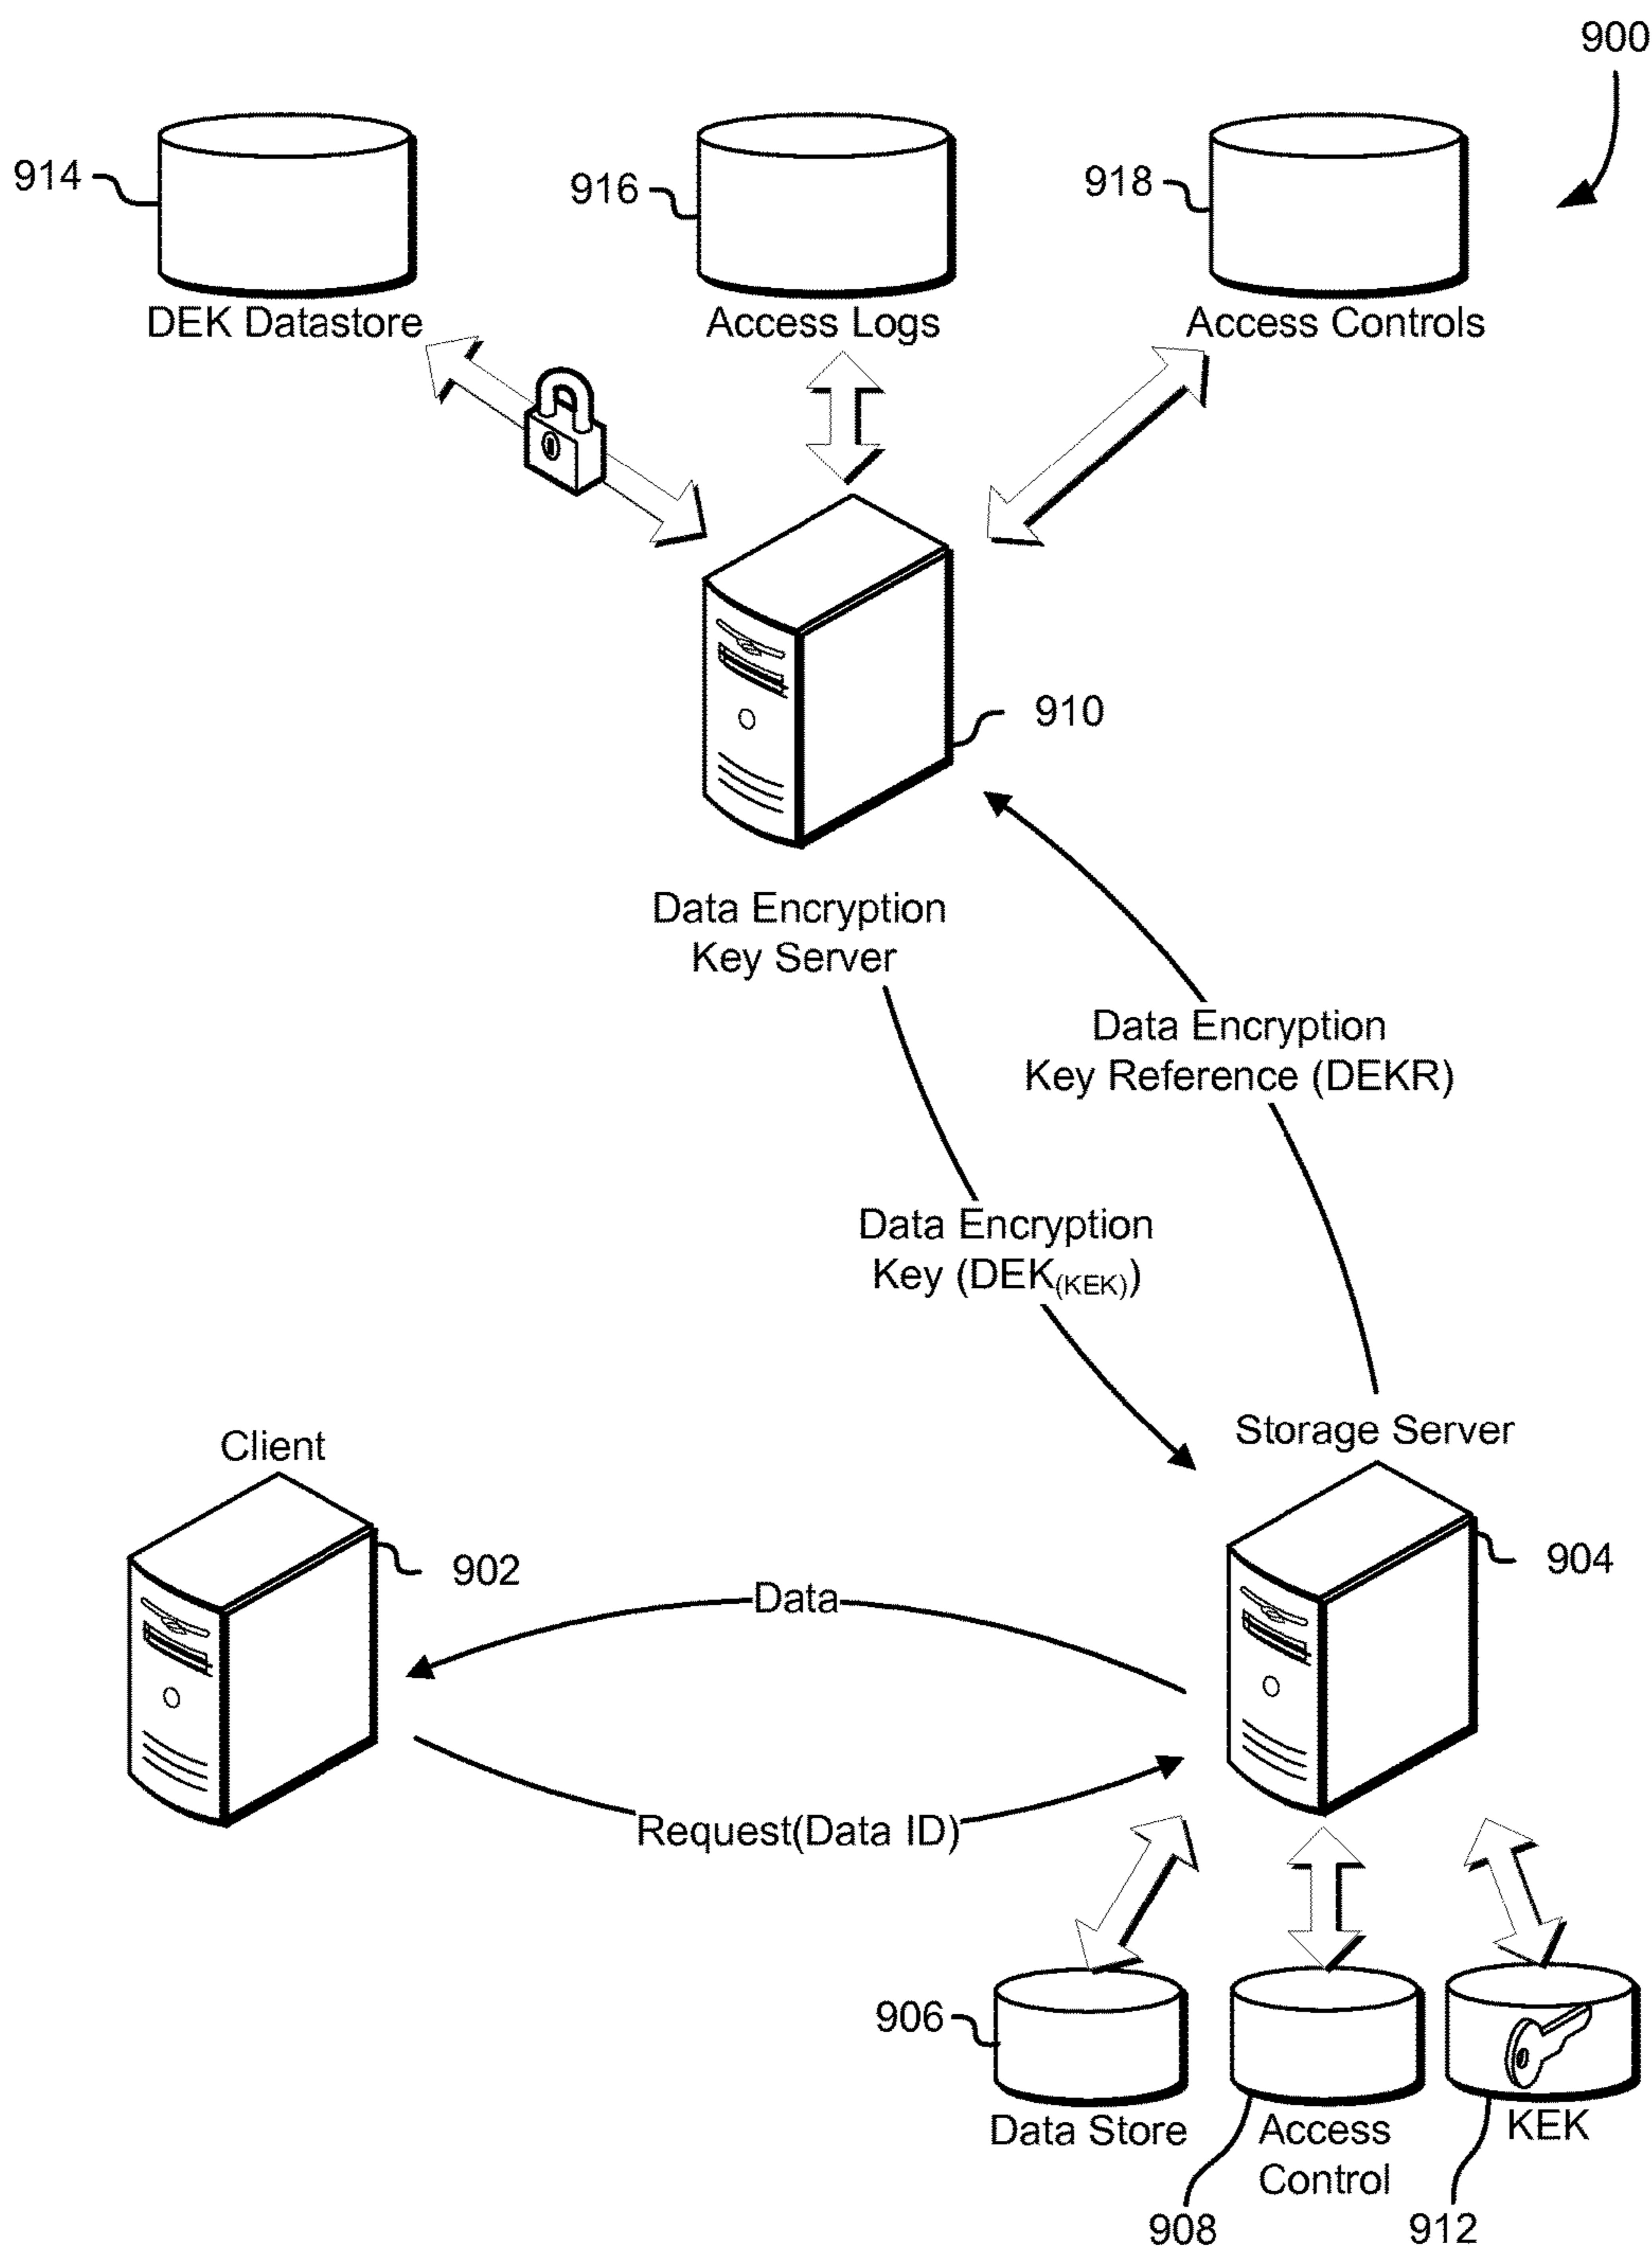 900
914
916
918
DEK Datastore
Access Logs
Access Controls
910
Data Encryption
Key Server
Data Encryption
Key Reference (DEKR)
Data Encryption
Key (DEK(KEK))
Client
Storage Server
902
904
Data
Request(Data ID)
906
Data Store
Access
Control
KEK
908
912